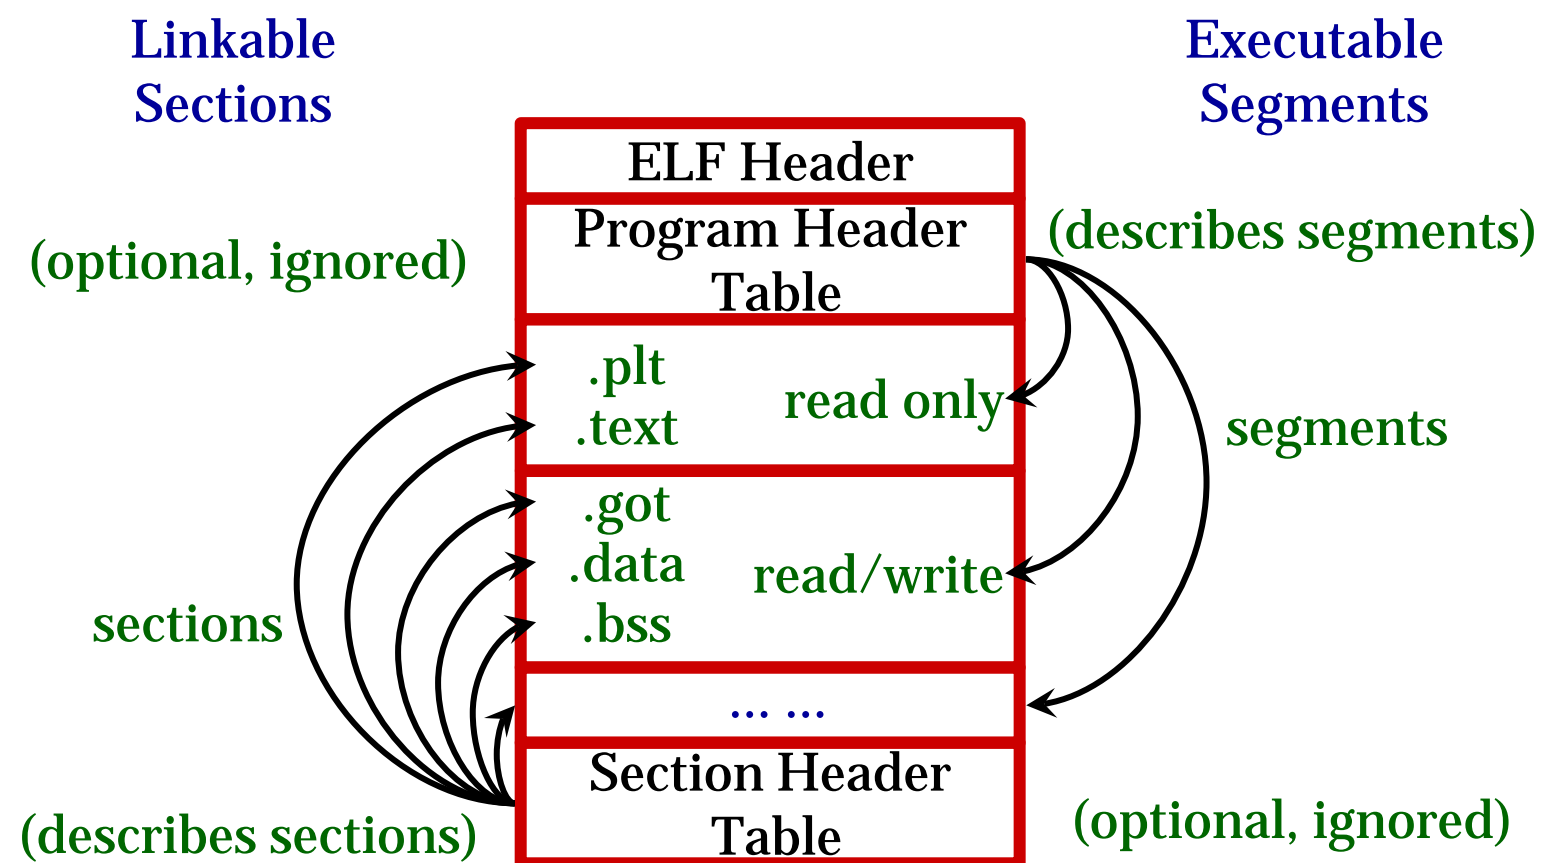 Linkable
Sections
Executable
Segments
ELF Header
Program Header
Table
(describes segments)
(optional, ignored)
.plt
.text
read only
segments
.got
.data
.bss
read/write
sections
... ...
Section Header
Table
(describes sections)
(optional, ignored)